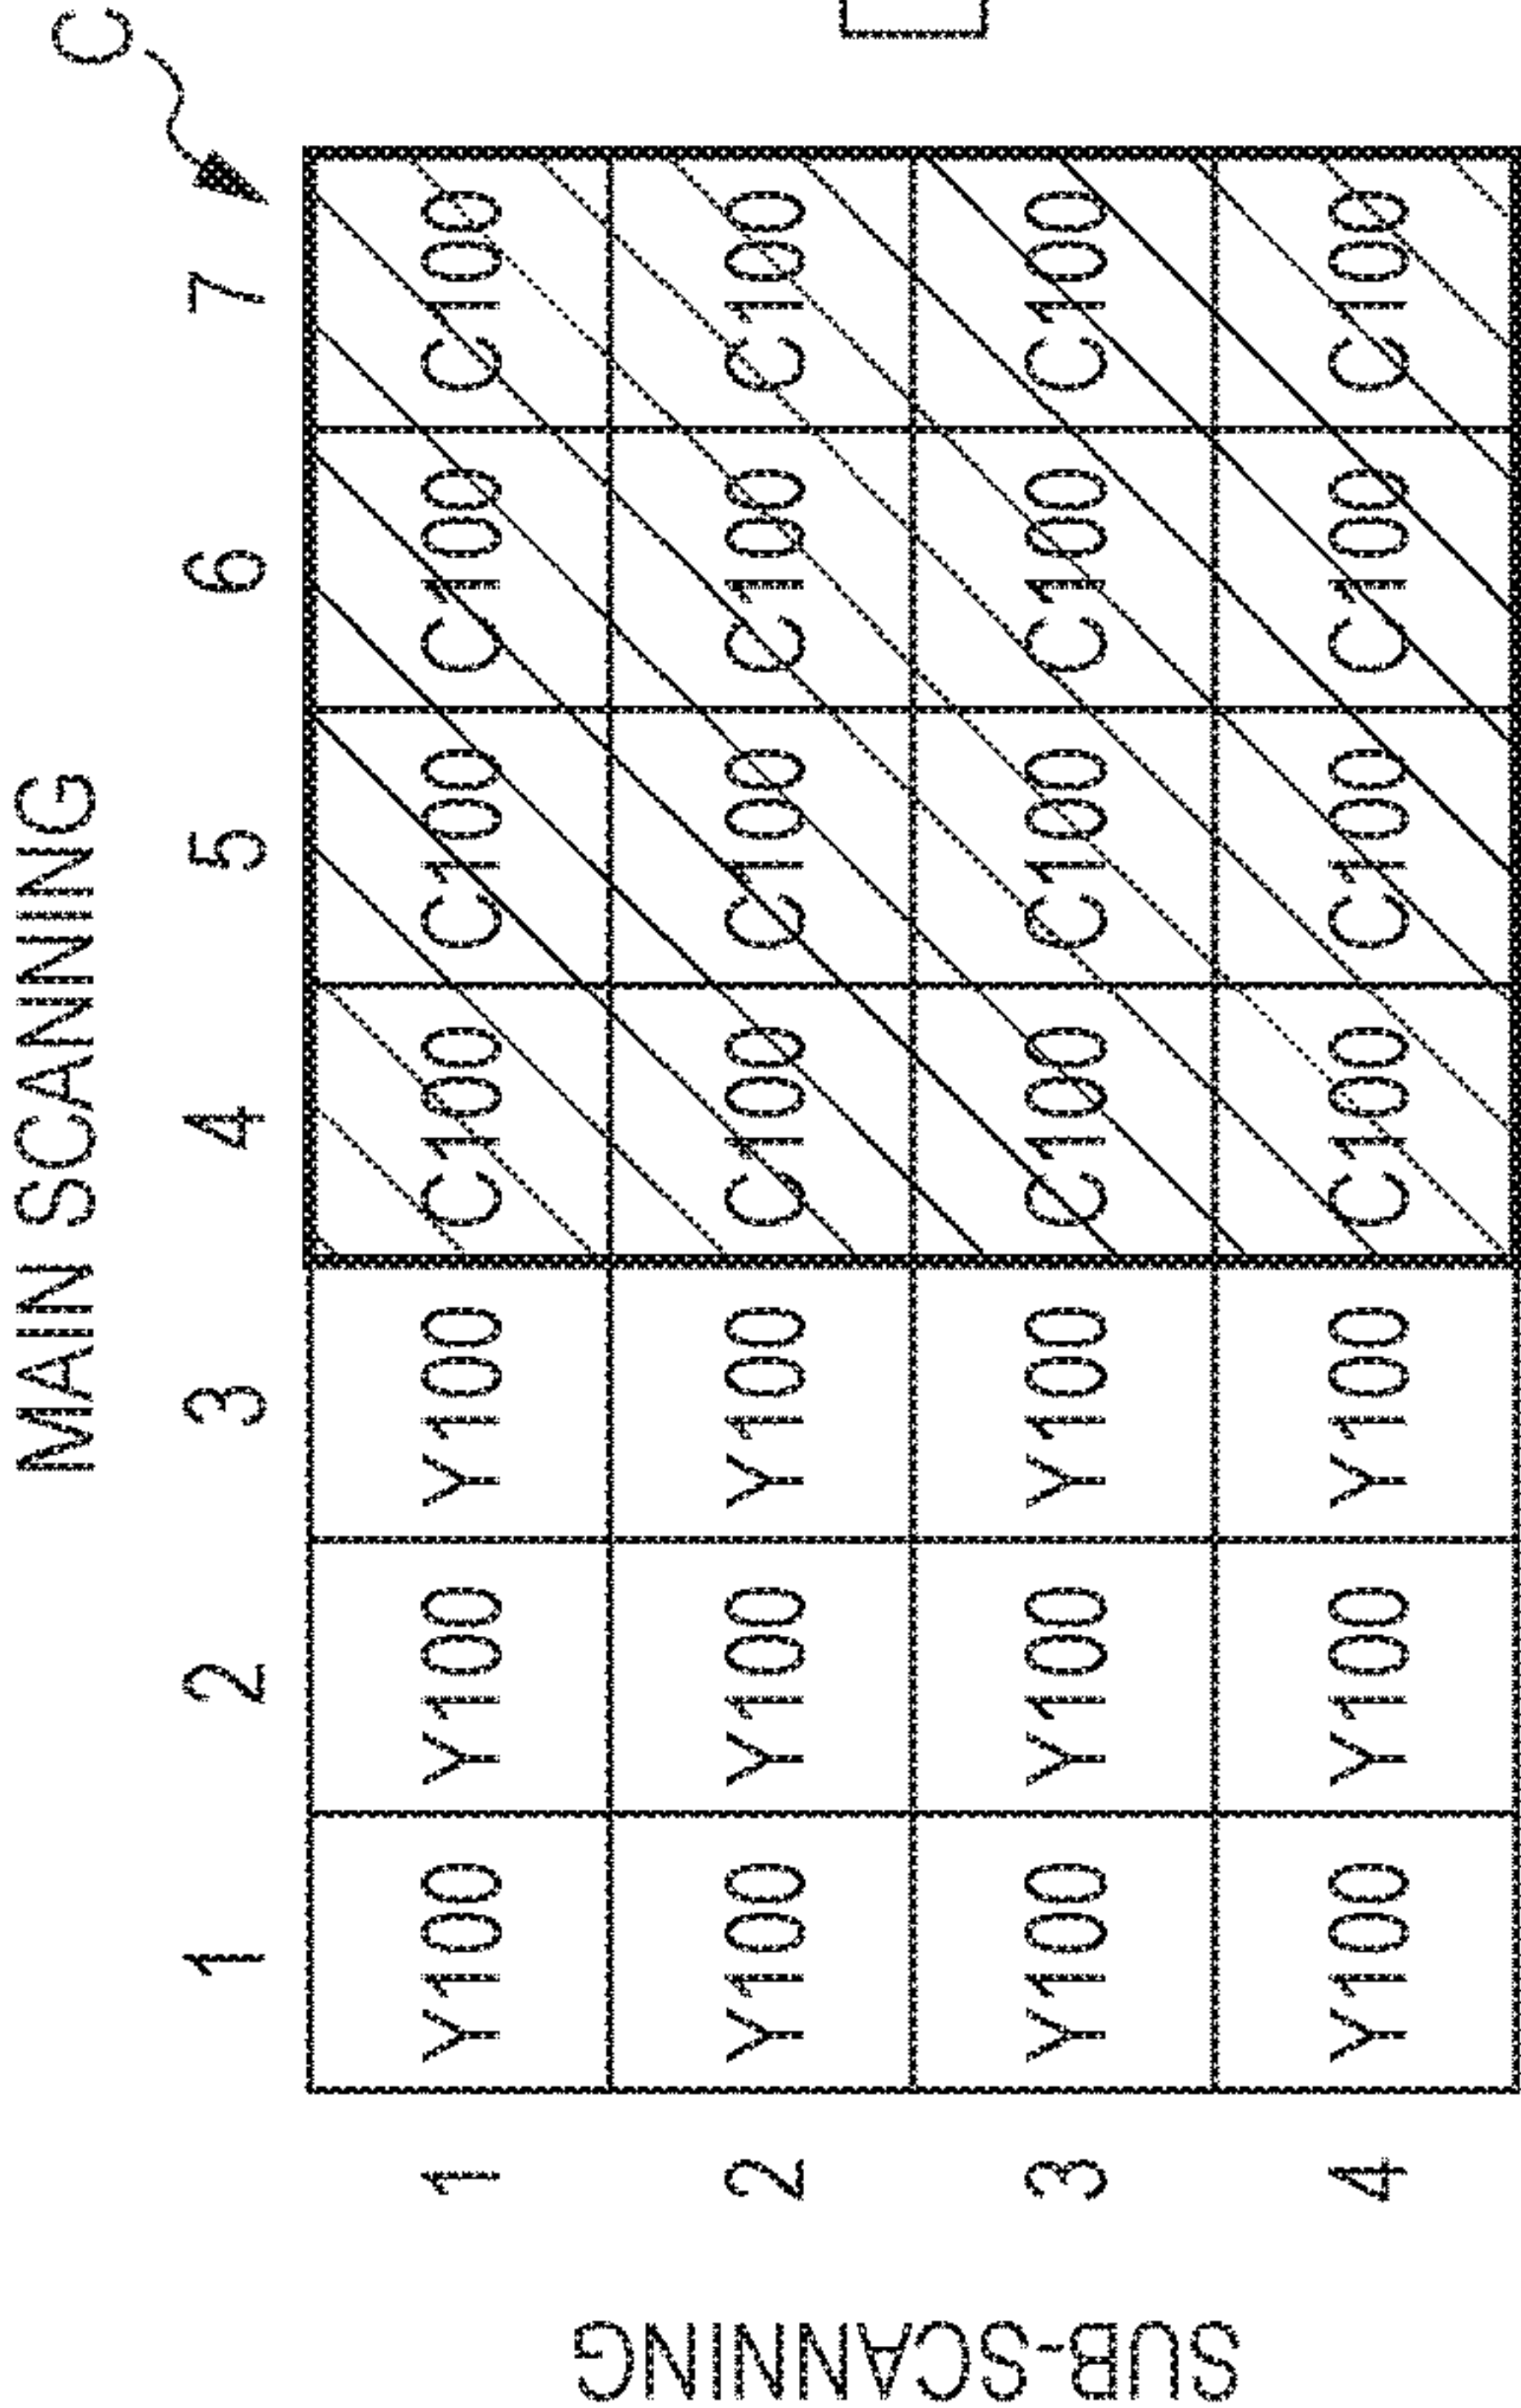 C
MAIN SCANNING
1 2 3 4 5 6 7
1 Y100 Y100 Y100 C100 C100 C100 C100
2 Y100 Y100 Y100 C100 C100 C100 C100
3 Y100 Y100 Y100 C100 C100 C100 C100
4 Y100 Y100 Y100 C100 C100 C100 C100
SUB-SCANNING